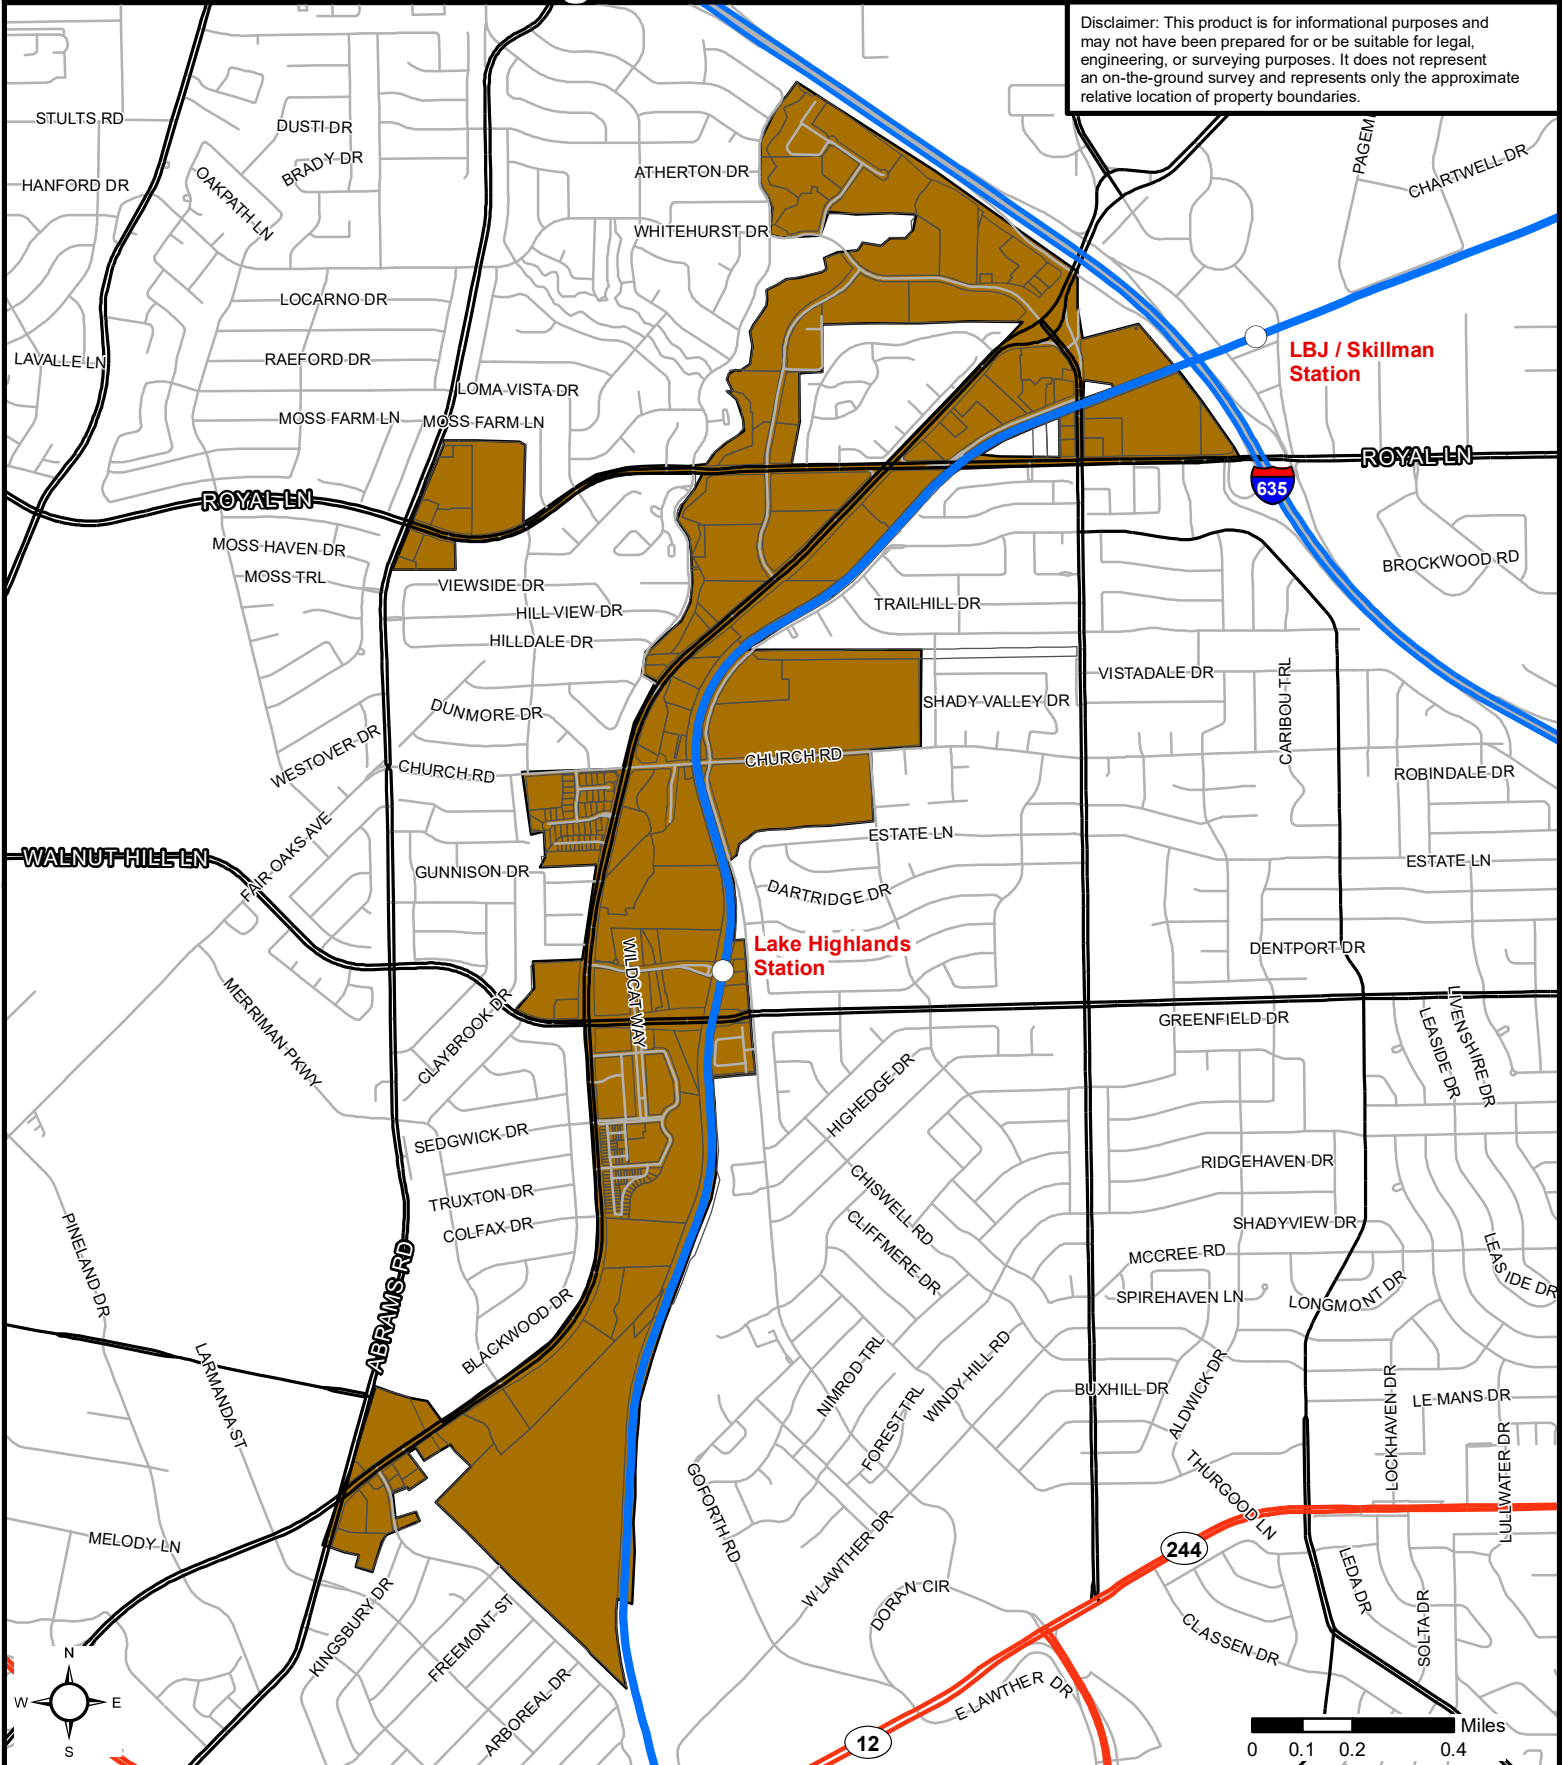 Disclaimer: This product is for informational purposes and
may not have been prepared for or be suitable for legal,
engineering, or surveying purposes. It does not represent
an on-the-ground survey and represents only the approximate
relative location of property boundaries.
STULTS RD
DUSTI DR
BRADY DR
HANFORD DR
OAKPATH LN
ATHERTON DR
CHARTWELL DR
WHITEHURST DR
LOCARNO DR
LAVALLE LN
RAEFORD DR
LBJ / Skillman
Station
LOMA VISTA DR
MOSS FARM LN
MOSS FARM LN
ROYAL LN
ROYAL LN
635
MOSS HAVEN DR
MOSS TRL
BROCKWOOD RD
VIEWSIDE DR
HILL VIEW DR
TRAILHILL DR
HILLDALE DR
VISTADALE DR
CARIBOU TRL
SHADY VALLEY DR
DUNMORE DR
WESTOVER DR
CHURCH RD
CHURCH RD
ROBINDALE DR
ESTATE LN
FAIR OAKS AVE
WALNUT HILL LN
GUNNISON DR
ESTATE LN
DARTRIDGE DR
Lake Highlands
Station
WILDCAT WAY
DENTPORT DR
MERRIMAN PKWY
CLAYBROOK DR
GREENFIELD DR
LEASIDE DR
LIVENSHIRE DR
HIGHEDGE DR
SEDGWICK DR
RIDGEHAVEN DR
CHISWELL RD
TRUXTON DR
COLFAX DR
CLIFFMERE DR
SHADYVIEW DR
PINELAND DR
MCCREE RD
LEASIDE DR
ABRAMS RD
SPIREHAVEN LN
LONGMONT DR
BLACKWOOD DR
LARMANDA ST
NIMROD TRL
WINDY HILL RD
BUXHILL DR
ALDWICK DR
LOCKHAVEN DR
LE MANS DR
FOREST TRL
LULLWATER DR
GOFORTH RD
THURGOOD LN
MELODY LN
W LAWTHER DR
244
DORAN CIR
LEDA DR
SOLTA DR
KINGSBURY DR
FREEMONT ST
CLASSEN DR
N
W
E
S
ARBOREAL DR
E LAWTHER DR
12
Miles
0
0.1
0.2
0.4